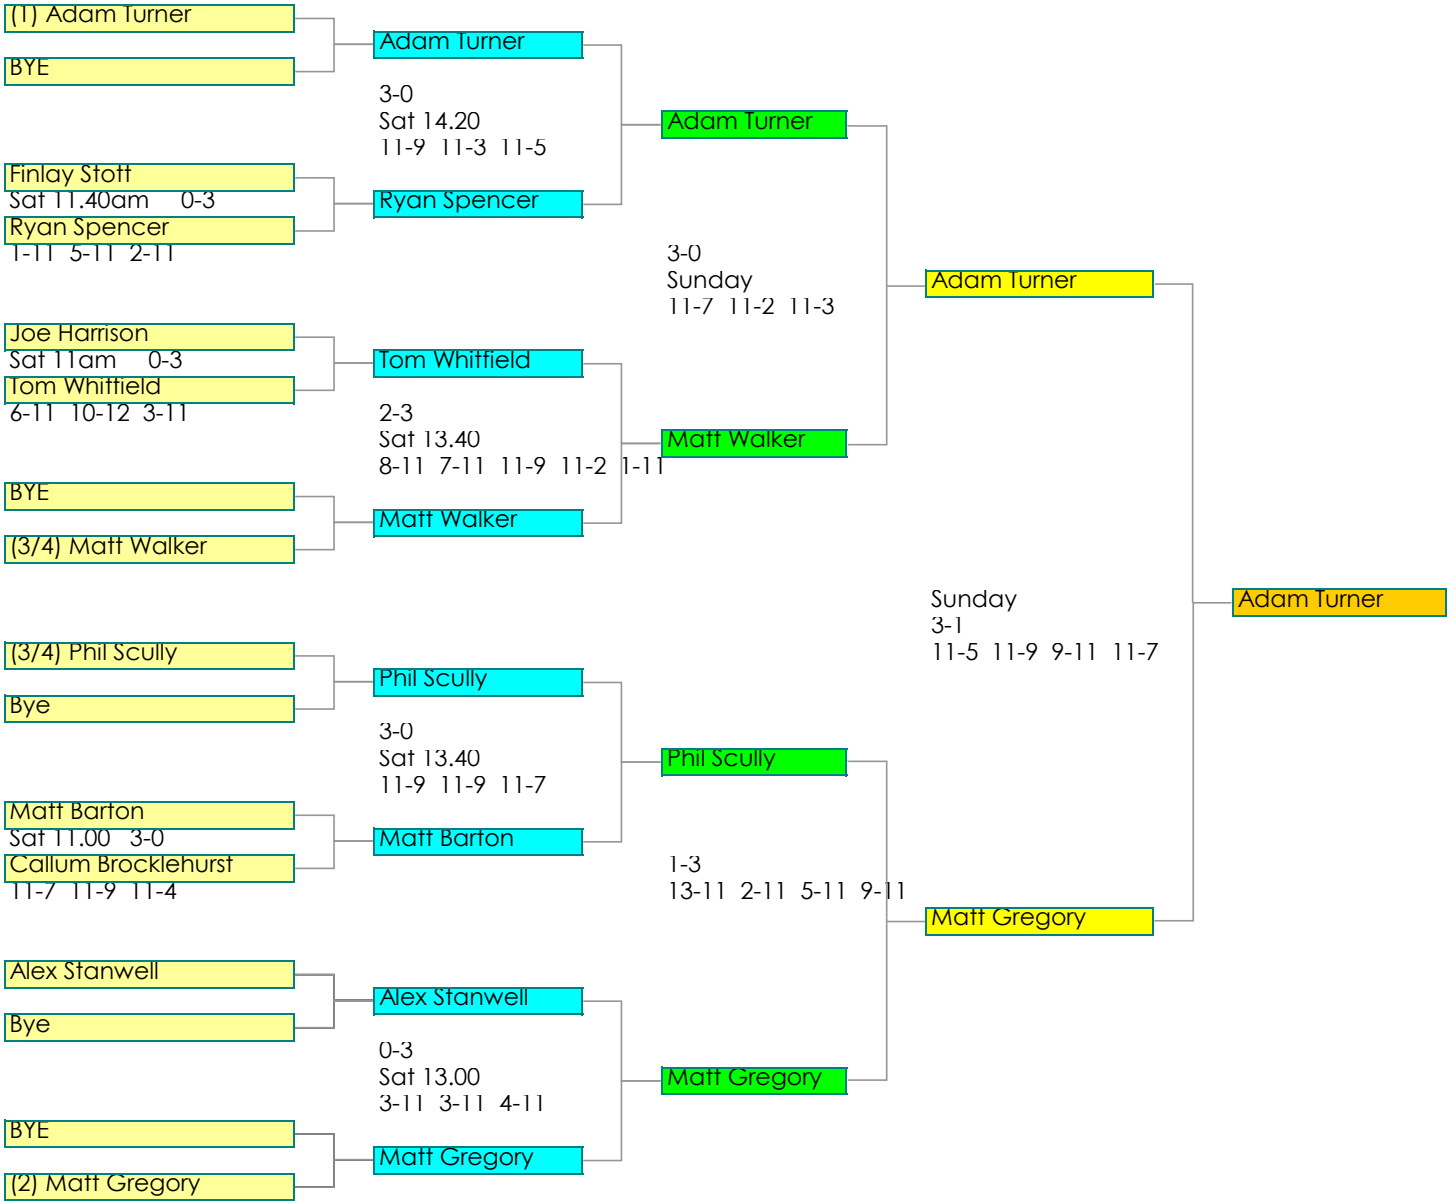 (1) Adam Turner
BYE
Finlay Stott
Sat 11.40am 0-3
Ryan Spencer
1-11 5-11 2-11
Joe Harrison
Sat 11am 0-3
Tom Whitfield
6-11 10-12 3-11
BYE
(3/4) Matt Walker
(3/4) Phil Scully
Bye
Matt Barton
Sat 11.00 3-0
Callum Brocklehurst
11-7 11-9 11-4
Alex Stanwell
Bye
BYE
(2) Matt Gregory
Adam Turner
3-0
Sat 14.20
11-9 11-3 11-5
Ryan Spencer
Tom Whitfield
2-3
Sat 13.40
8-11 7-11 11-9 11-2 1-11
Matt Walker
Phil Scully
3-0
Sat 13.40
11-9 11-9 11-7
Matt Barton
Alex Stanwell
0-3
Sat 13.00
3-11 3-11 4-11
Matt Gregory
Adam Turner
3-0
Sunday
11-7 11-2 11-3
Matt Walker
Phil Scully
1-3
13-11 2-11 5-11 9-11
Matt Gregory
Adam Turner
Sunday
3-1
11-5 11-9 9-11 11-7
Matt Gregory
Adam Turner